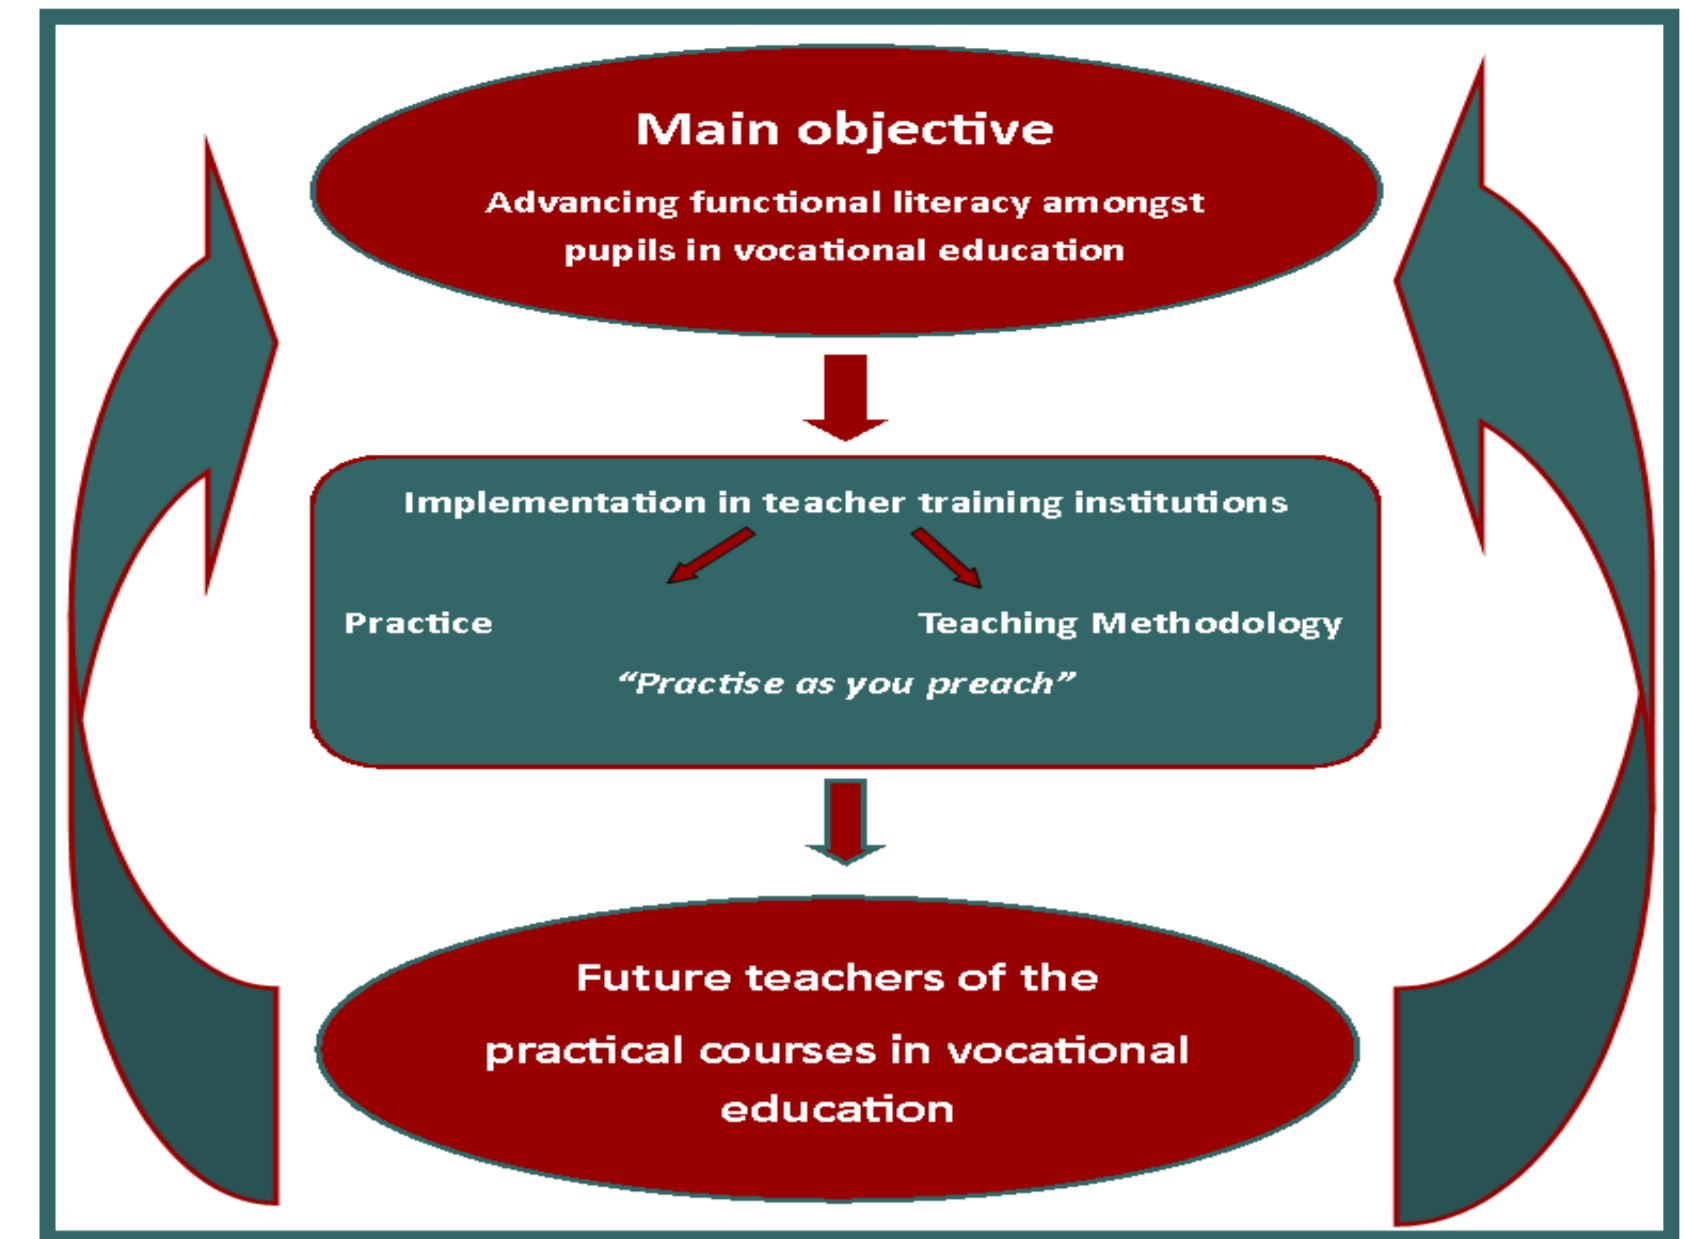 Main objective
Advancing functional literacy amongst
pupils in vocational education
Implementation in teacher training institutions
Practice Teaching Methodology
“Practise as you preach”
Future teachers of the
practical courses in vocational
education